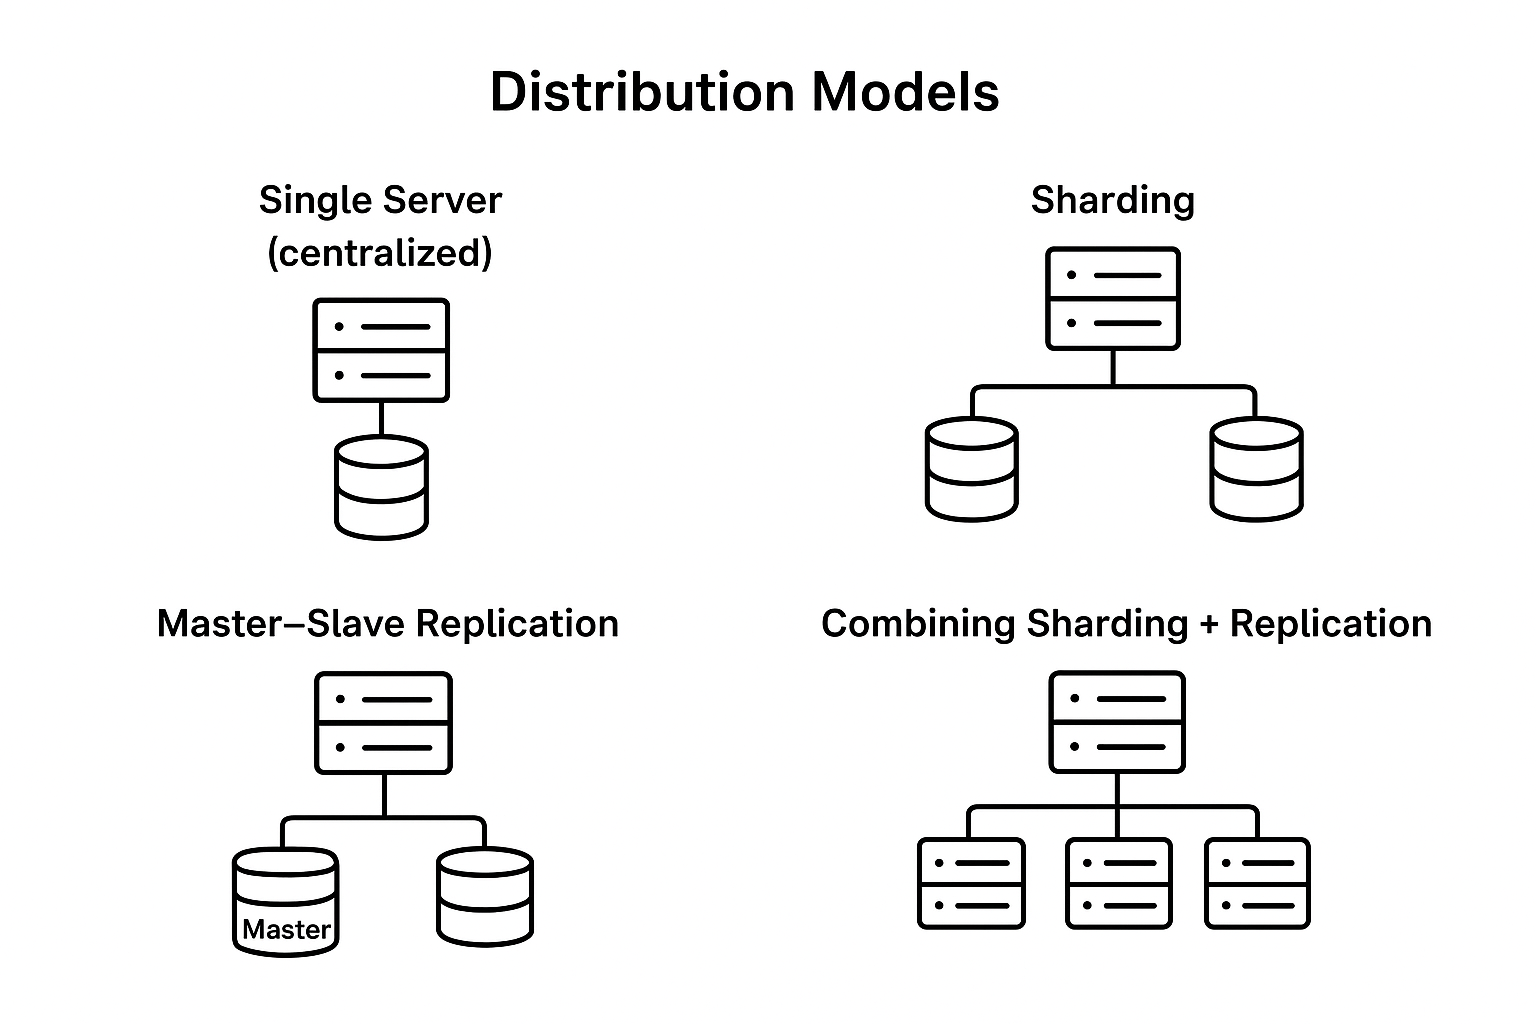 Distribution Models
Single Server
(centralized)
Sharding
Master–Slave Replication
Master
Combining Sharding + Replication